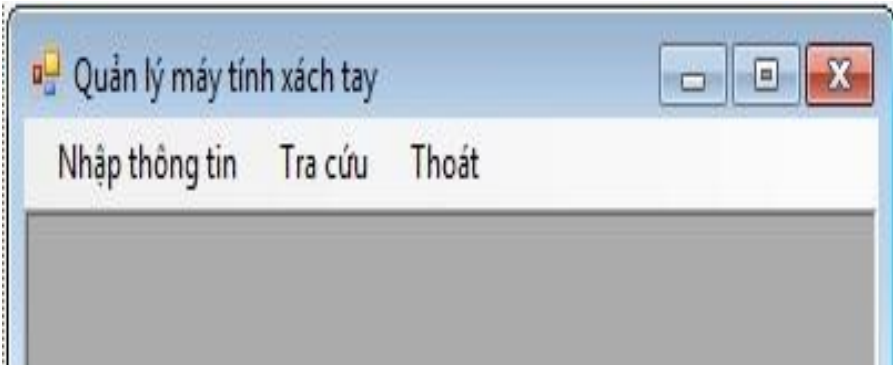 Quản lý máy tính xách tay
Nhập thông tin Tra cứu Thoát